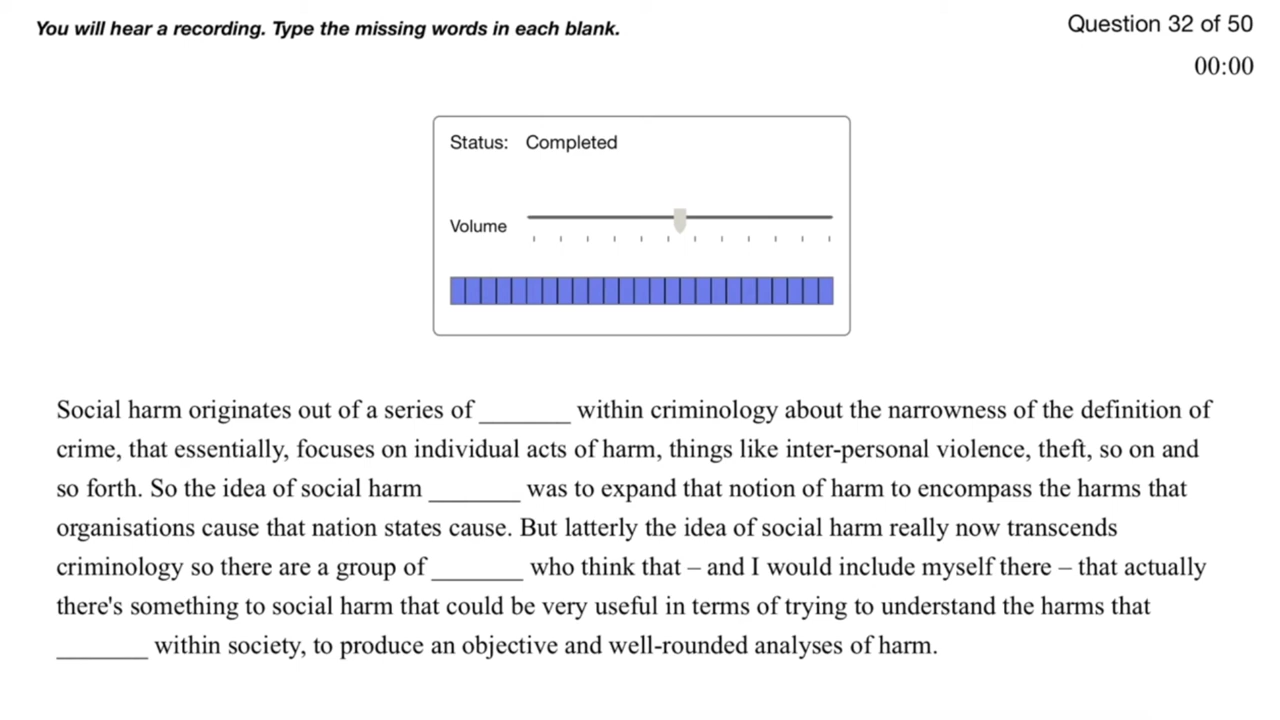 You will hear a recording. Type the missing words in each blank.
Question 32 of 50
00:00
Status: Completed
Volume
Social harm originates out of a series of _______ within criminology about the narrowness of the definition of
crime, that essentially, focuses on individual acts of harm, things like inter-personal violence, theft, so on and
so forth. So the idea of social harm _______ was to expand that notion of harm to encompass the harms that
organisations cause that nation states cause. But latterly the idea of social harm really now transcends
criminology so there are a group of _______ who think that – and I would include myself there – that actually
there's something to social harm that could be very useful in terms of trying to understand the harms that
_______ within society, to produce an objective and well-rounded analyses of harm.